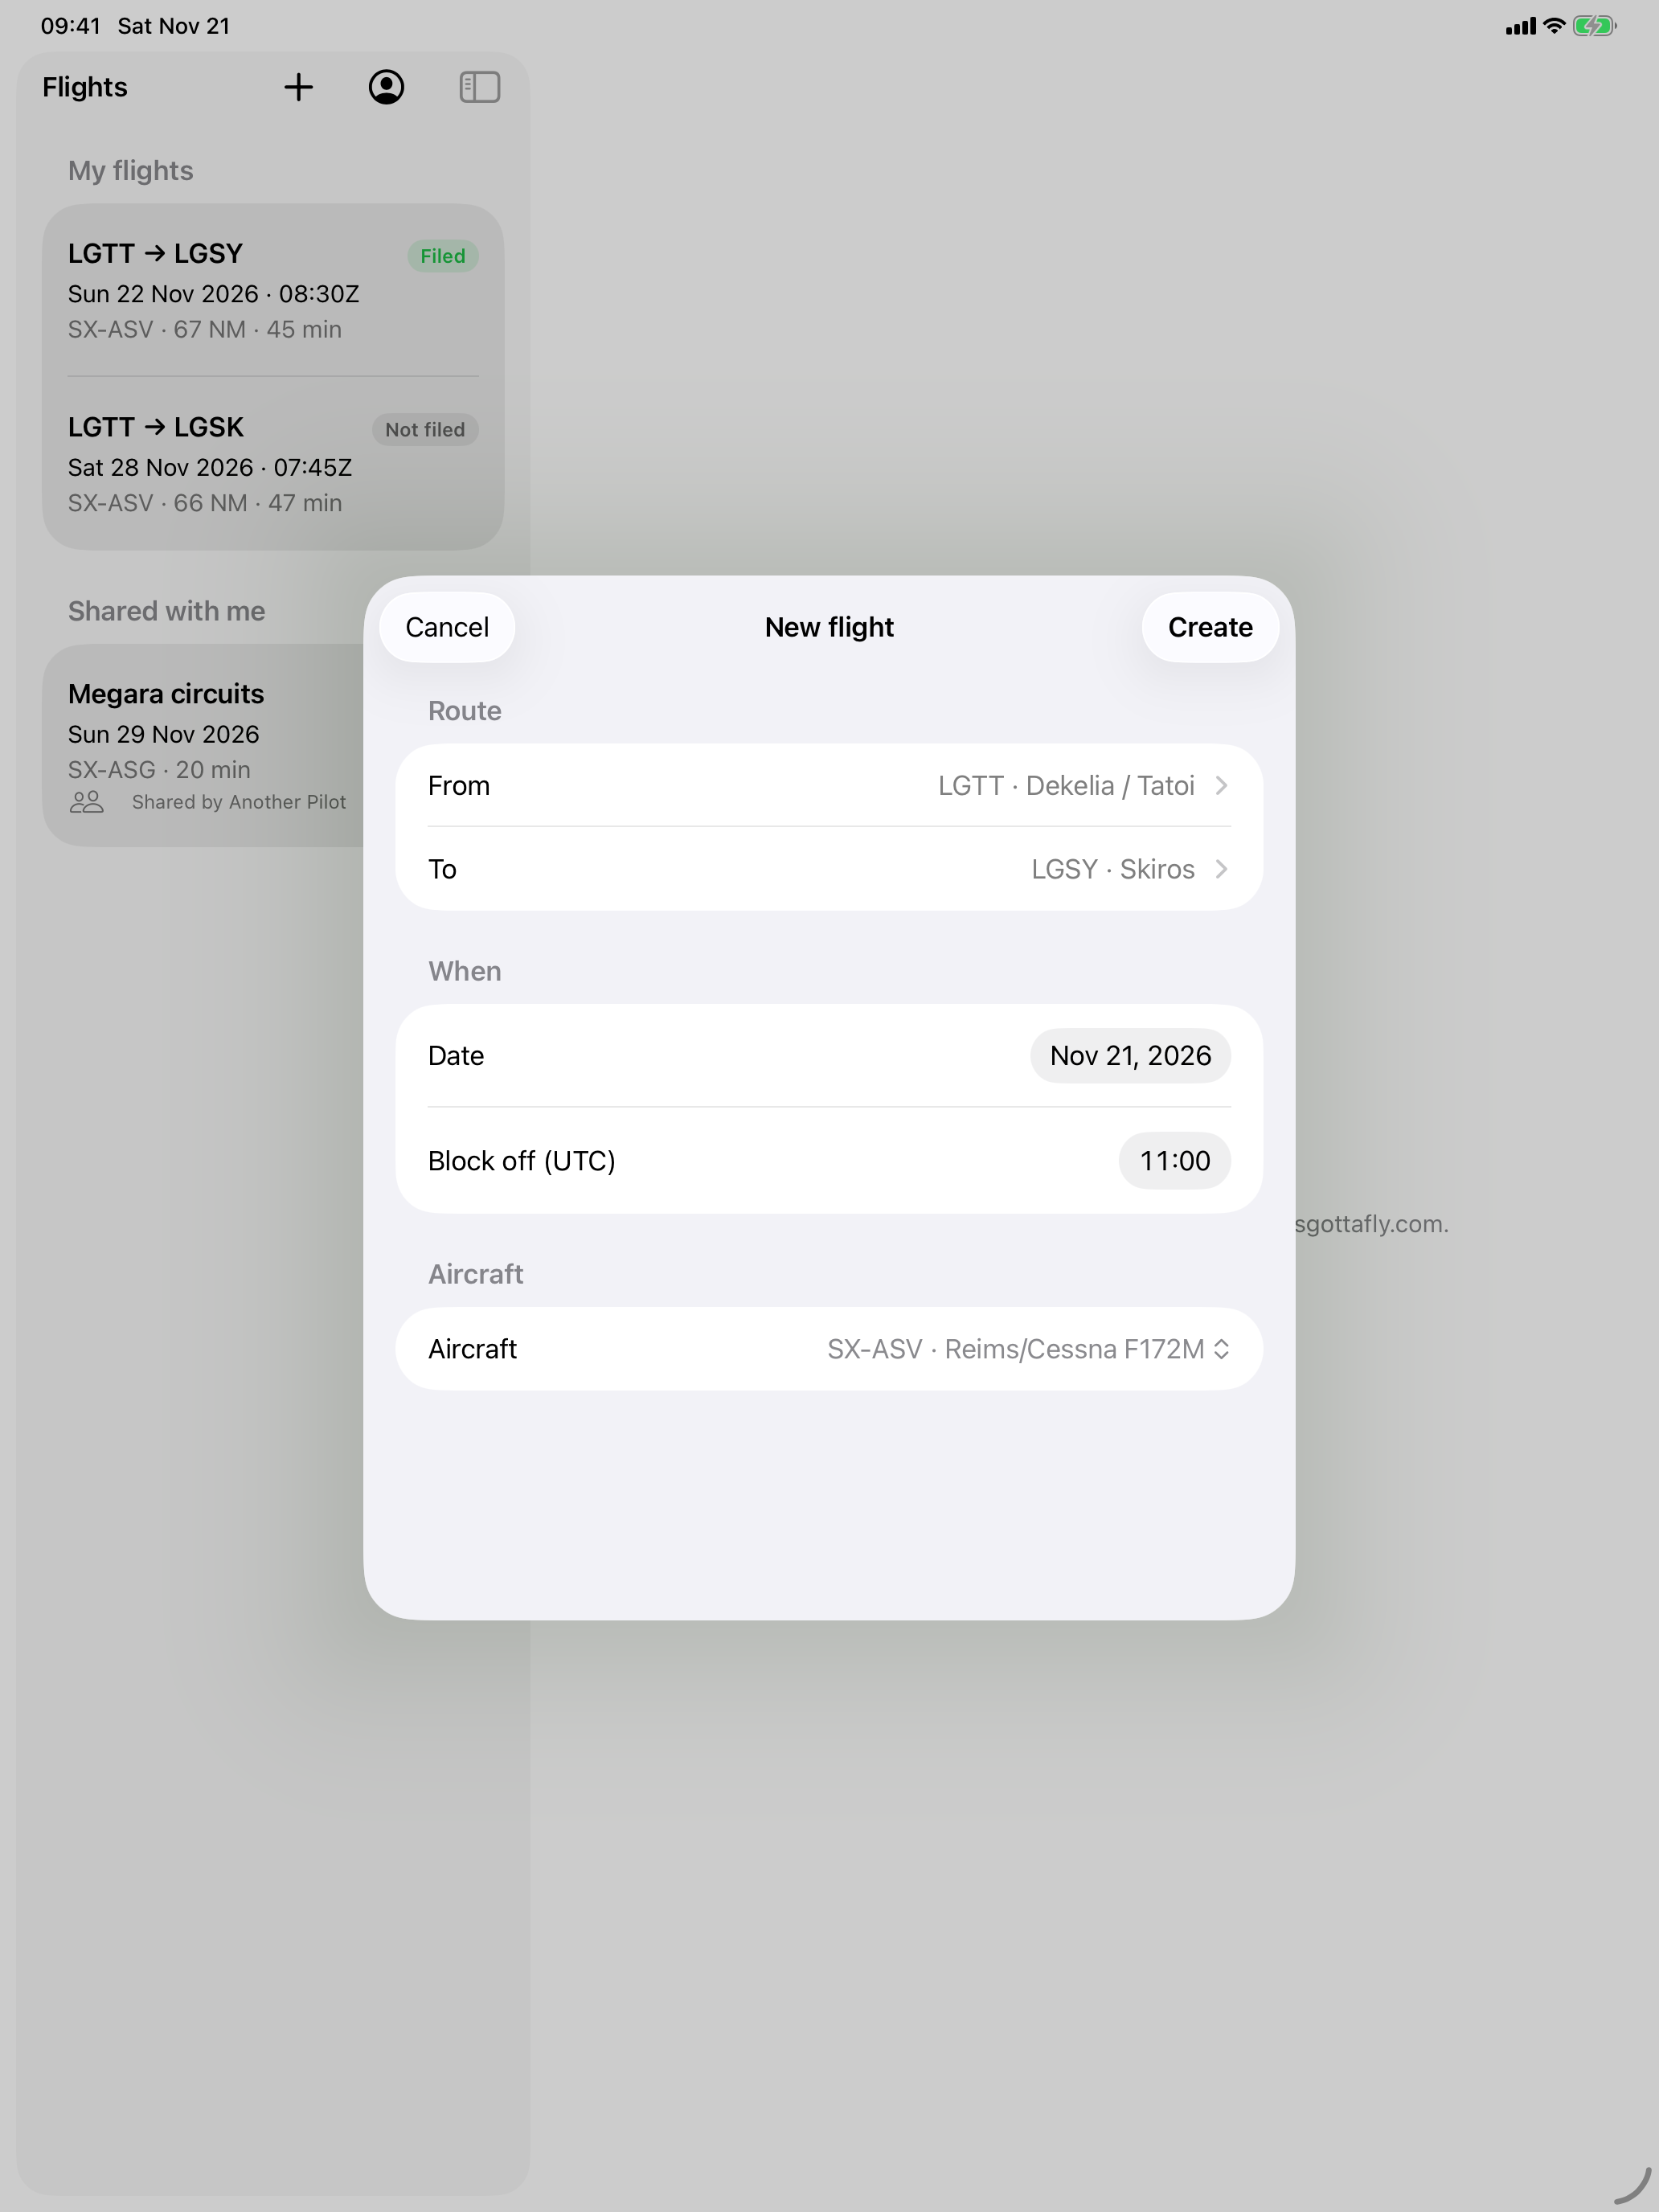 09:41 Sat Nov 21
Flights
My flights
LGTT → LGSY
Filed
Sun 22 Nov 2026 · 08:30Z
SX-ASV · 67 NM · 45 min
LGTT → LGSK
Not filed
Sat 28 Nov 2026 · 07:45Z
SX-ASV · 66 NM · 47 min
Shared with me
Megara circuits
Sun 29 Nov 2026
SX-ASG · 20 min
Shared by Another Pilot
Cancel
New flight
Create
Route
From
LGTT · Dekelia / Tatoi
To
LGSY · Skiros
When
Date
Nov 21, 2026
Block off (UTC)
11:00
sgottafly.com.
Aircraft
Aircraft
SX-ASV · Reims/Cessna F172M